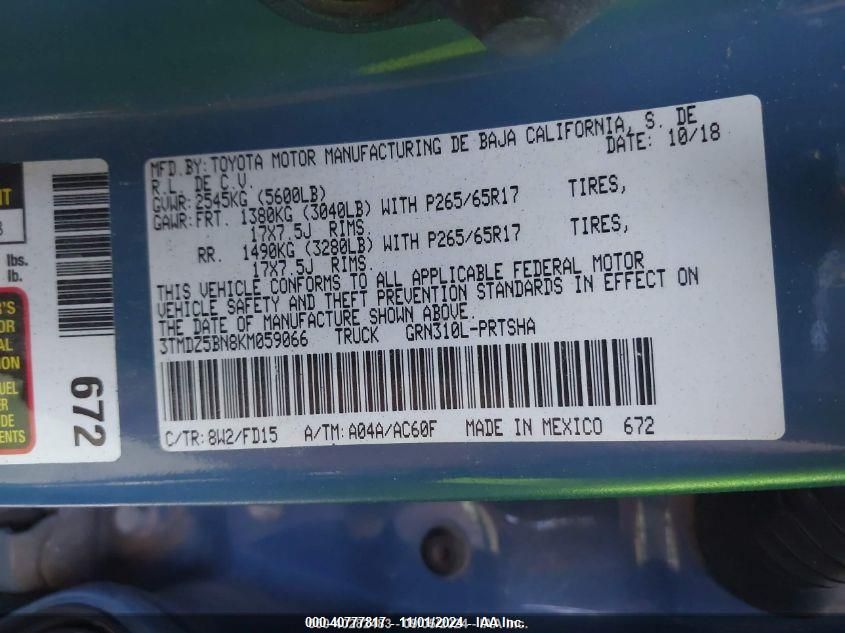 MFD.BY:TOYOTA MOTOR MANUFACTURING DE BAJA CALIFORNIA, S. DE
R.L. DE C.V. DATE: 10/18
GVWR:2545KG (5600LB)
GAWR:FRT. 1380KG (3040LB) WITH P265/65R17 TIRES,
17X7.5J RIMS.
RR. 1490KG (3280LB) WITH P265/65R17 TIRES,
17X7.5J RIMS.
THIS VEHICLE CONFORMS TO ALL APPLICABLE FEDERAL MOTOR
VEHICLE SAFETY AND THEFT PREVENTION STANDARDS IN EFFECT ON
THE DATE OF MANUFACTURE SHOWN ABOVE.
3TMDZ5BN8KM059066 TRUCK GRN310L-PRTSHA
C/TR:8W2/FD15 A/TM:A04A/AC60F MADE IN MEXICO 672
NT
lbs.
lb.
672
000-40777817 - 11/01/2024 - IAA Inc.